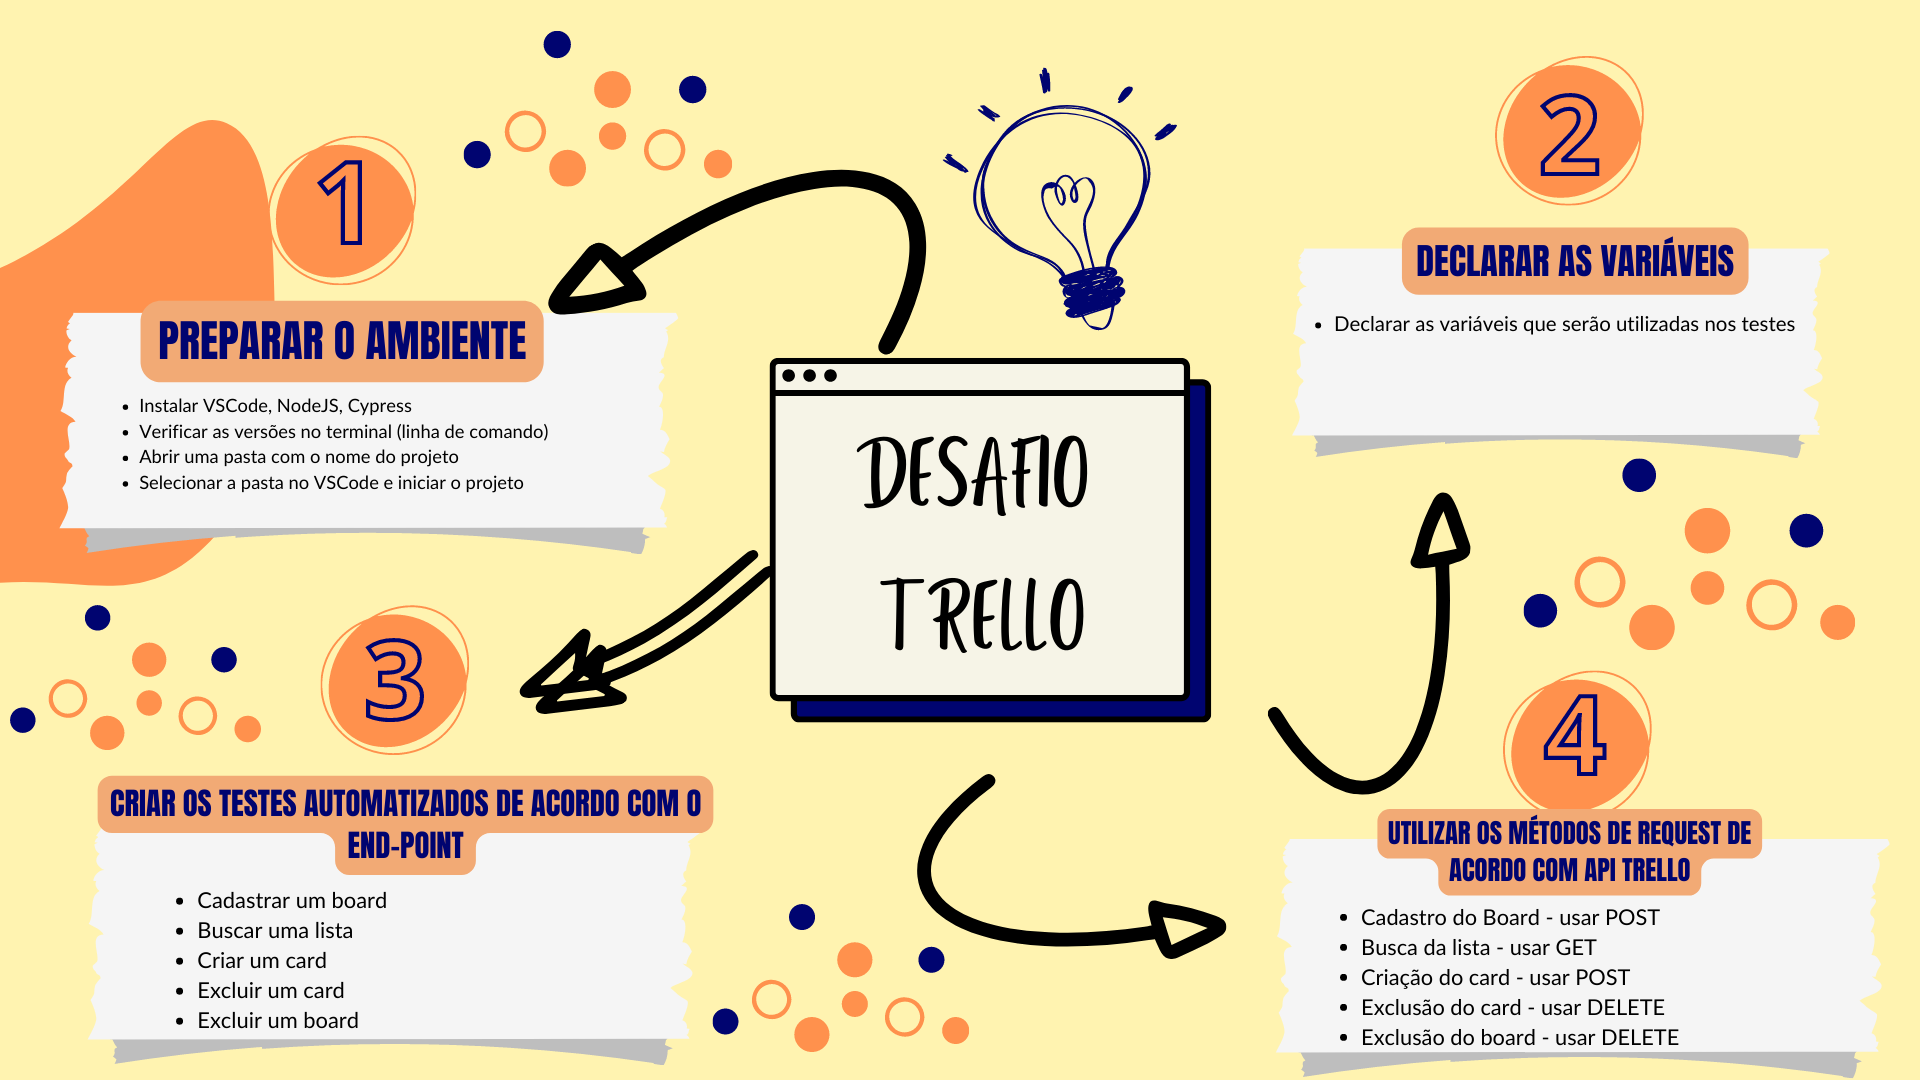 1
PREPARAR O AMBIENTE
• Instalar VSCode, NodeJS, Cypress
• Verificar as versões no terminal (linha de comando)
• Abrir uma pasta com o nome do projeto
• Selecionar a pasta no VSCode e iniciar o projeto
DESAFIO
TRELLO
2
DECLARAR AS VARIÁVEIS
• Declarar as variáveis que serão utilizadas nos testes
3
CRIAR OS TESTES AUTOMATIZADOS DE ACORDO COM O
END-POINT
• Cadastrar um board
• Buscar uma lista
• Criar um card
• Excluir um card
• Excluir um board
4
UTILIZAR OS MÉTODOS DE REQUEST DE
ACORDO COM API TRELLO
• Cadastro do Board - usar POST
• Busca da lista - usar GET
• Criação do card - usar POST
• Exclusão do card - usar DELETE
• Exclusão do board - usar DELETE